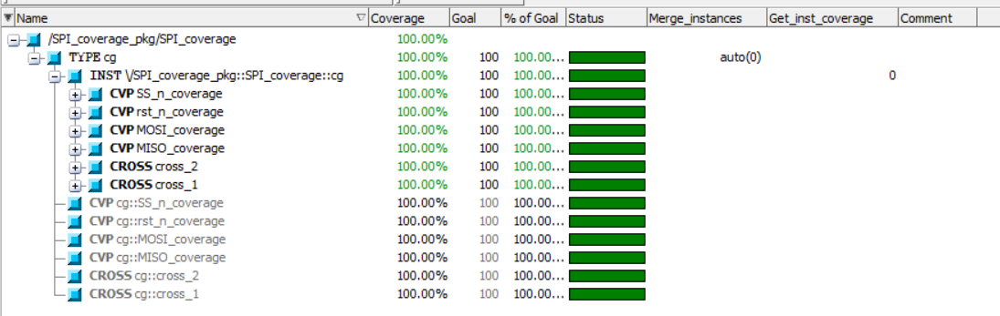 Name Coverage Goal % of Goal Status Merge_instances Get_inst_coverage Comment
/SPI_coverage_pkg/SPI_coverage 100.00%
TYPE cg 100.00% 100 100.00... auto(0)
INST \/SPI_coverage_pkg::SPI_coverage::cg 100.00% 100 100.00... 0
CVP SS_n_coverage 100.00% 100 100.00...
CVP rst_n_coverage 100.00% 100 100.00...
CVP MOSI_coverage 100.00% 100 100.00...
CVP MISO_coverage 100.00% 100 100.00...
CROSS cross_2 100.00% 100 100.00...
CROSS cross_1 100.00% 100 100.00...
CVP cg::SS_n_coverage 100.00% 100 100.00...
CVP cg::rst_n_coverage 100.00% 100 100.00...
CVP cg::MOSI_coverage 100.00% 100 100.00...
CVP cg::MISO_coverage 100.00% 100 100.00...
CROSS cg::cross_2 100.00% 100 100.00...
CROSS cg::cross_1 100.00% 100 100.00...